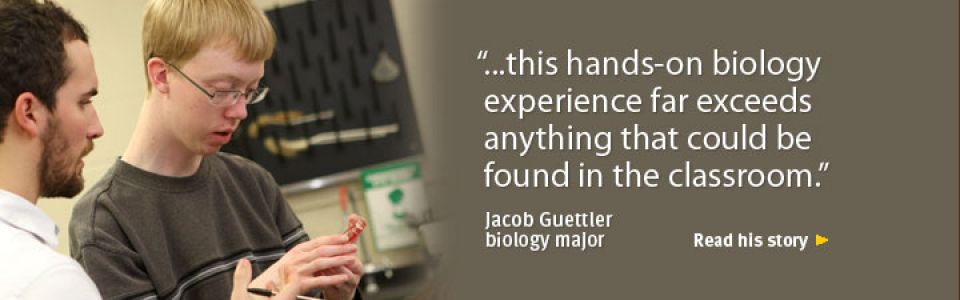 “...this hands-on biology
experience far exceeds
anything that could be
found in the classroom.”
Jacob Guettler
biology major
Read his story